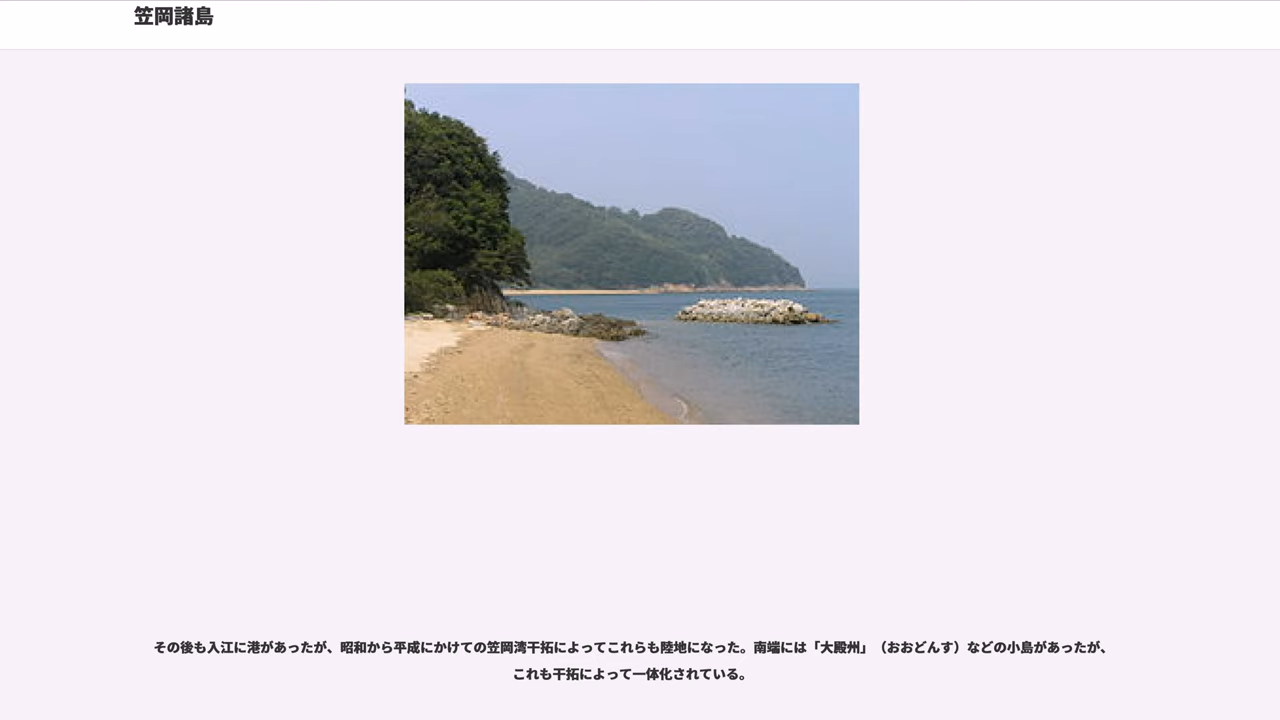 笠岡諸島
その後も入江に港があったが、昭和から平成にかけての笠岡湾干拓によってこれらも陸地になった。南端には「大殿州」（おおどんす）などの小島があったが、
これも干拓によって一体化されている。